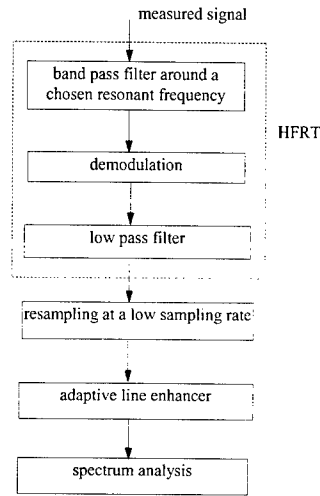 measured signal
band pass filter around a
chosen resonant frequency
HFRT
demodulation
low pass filter
resampling at a low sampling rate
adaptive line enhancer
spectrum analysis